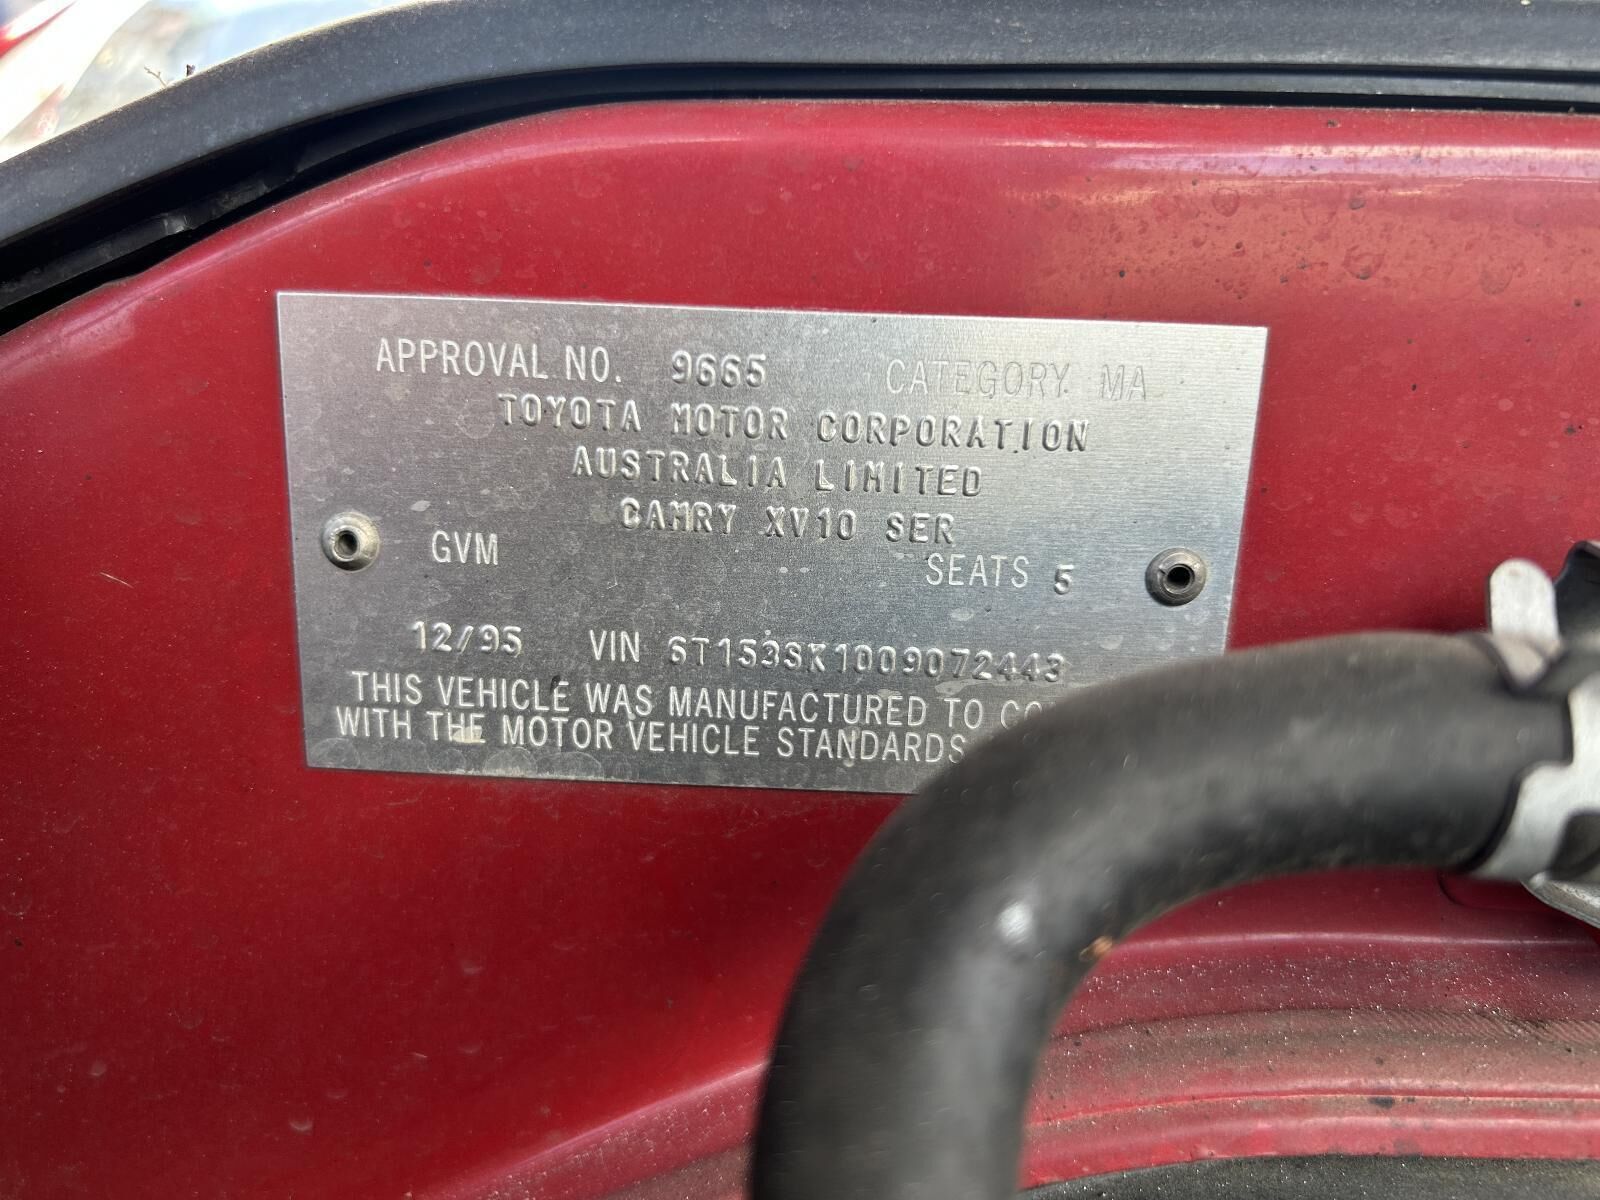 APPROVAL NO. 9665 CATEGORY MA
TOYOTA MOTOR CORPORATION
AUSTRALIA LIMITED
CAMRY XV10 SER
GVM SEATS 5
12/95 VIN 6T153SK1009072443
THIS VEHICLE WAS MANUFACTURED TO
WITH THE MOTOR VEHICLE STANDARDS